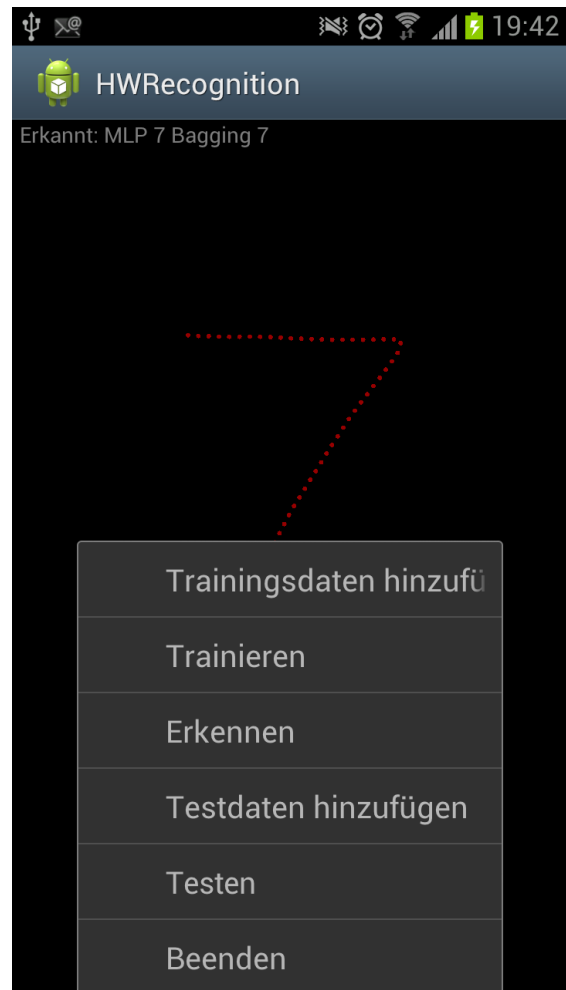 19:42
HWRecognition
Erkannt: MLP 7 Bagging 7
Trainingsdaten hinzufü
Trainieren
Erkennen
Testdaten hinzufügen
Testen
Beenden